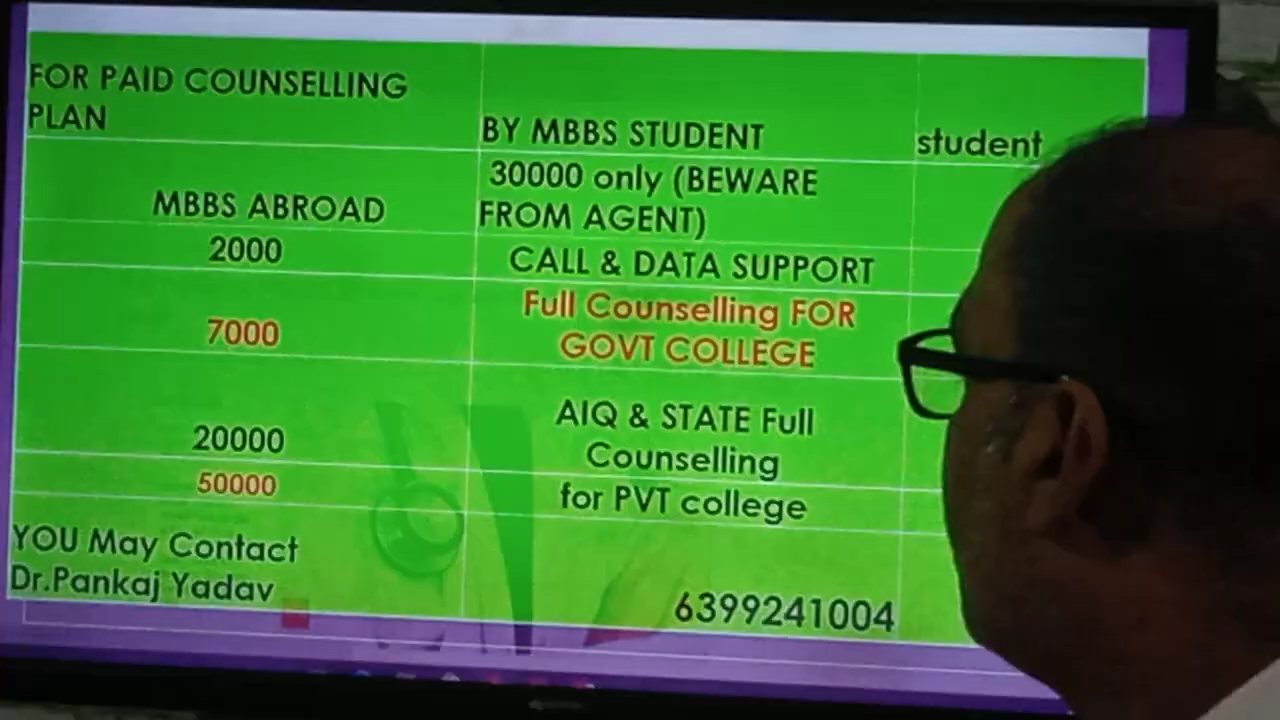 FOR PAID COUNSELLING
PLAN
BY MBBS STUDENT
student
MBBS ABROAD
30000 only (BEWARE
FROM AGENT)
2000
CALL & DATA SUPPORT
7000
Full Counselling FOR
GOVT COLLEGE
20000
AIQ & STATE Full
Counselling
50000
for PVT college
YOU May Contact
Dr.Pankaj Yadav
6399241004